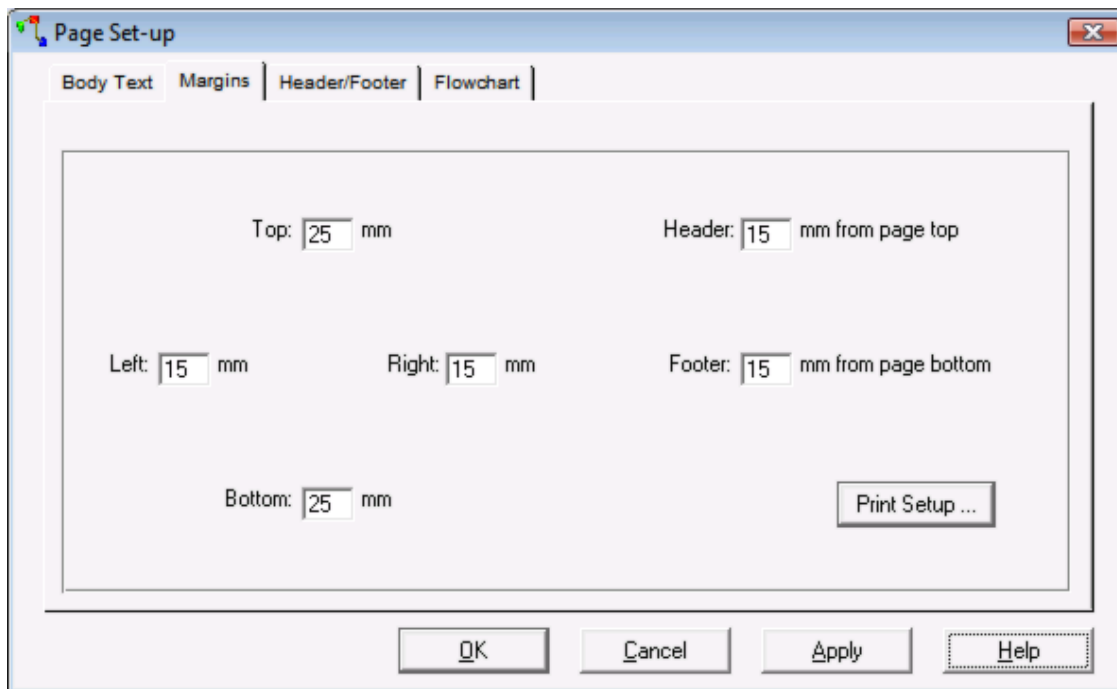 Page Set-up
Body Text Margins Header/Footer Flowchart
Top: 25 mm Header: 15 mm from page top
Left: 15 mm Right: 15 mm Footer: 15 mm from page bottom
Bottom: 25 mm Print Setup ...
OK Cancel Apply Help